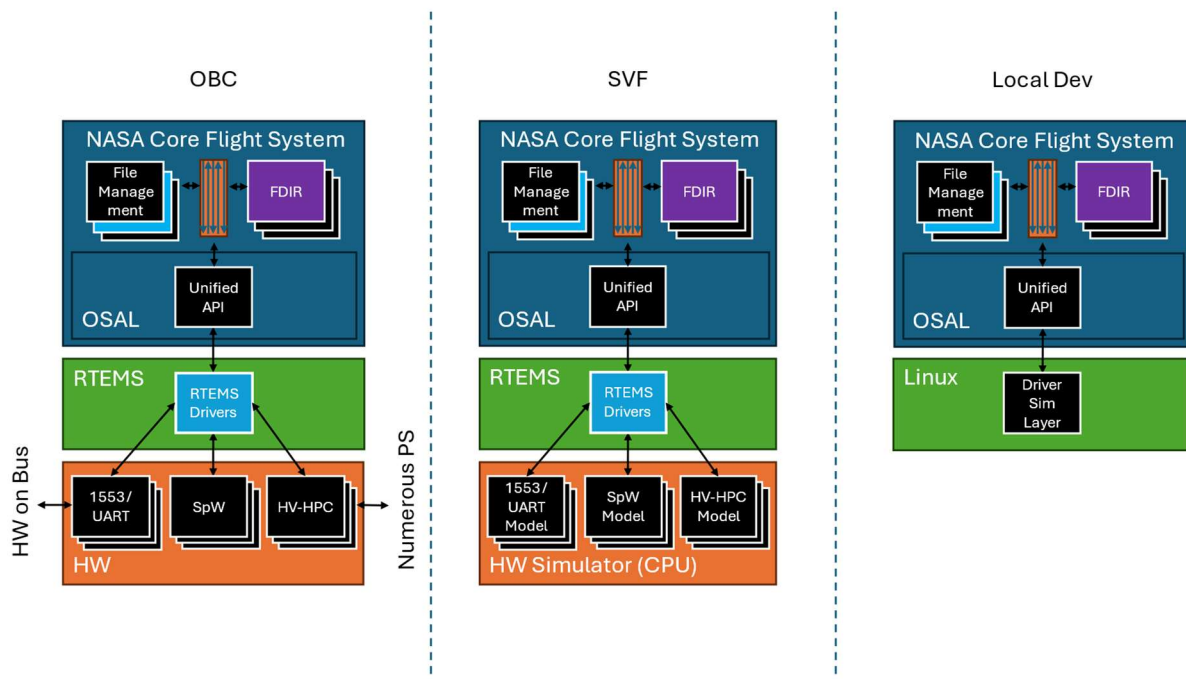 OBC
NASA Core Flight System
File
Manage
ment
FDIR
Unified
API
OSAL
RTEMS
RTEMS
Drivers
HW on Bus
1553/
UART
SpW
HV-HPC
Numerous PS
HW
SVF
NASA Core Flight System
File
Manage
ment
FDIR
Unified
API
OSAL
RTEMS
RTEMS
Drivers
1553/
UART
Model
SpW
Model
HV-HPC
Model
HW Simulator (CPU)
Local Dev
NASA Core Flight System
File
Manage
ment
FDIR
Unified
API
OSAL
Linux
Driver
Sim
Layer